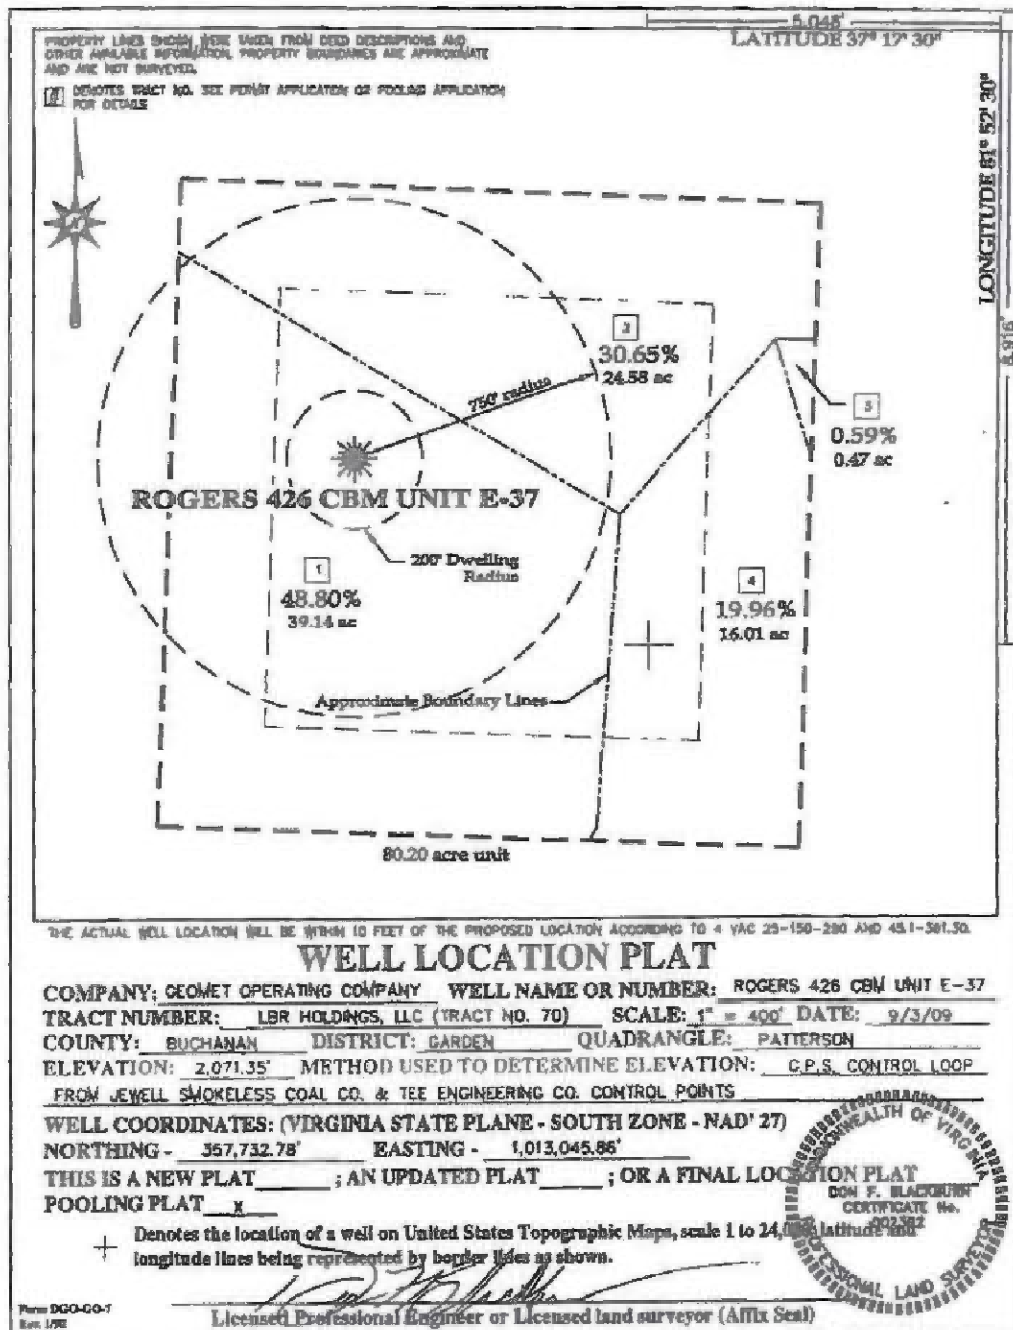 5,048'
LATITUDE 37° 17' 30"
PROPERTY LINES SHOWN WERE TAKEN FROM DEED DESCRIPTIONS AND
OTHER AVAILABLE INFORMATION, PROPERTY BOUNDARIES ARE APPROXIMATE
AND ARE NOT SURVEYED.
DENOTES TRACT NO. SEE PERMIT APPLICATION OR POOLING APPLICATION
FOR DETAILS
LONGITUDE 81° 52' 30"
2
30.65%
24.58 ac
750' radius
3
0.59%
0.47 ac
ROGERS 426 CBM UNIT E-37
200' Dwelling
Radius
1
48.80%
39.14 ac
4
19.96%
16.01 ac
Approximate Boundary Lines
80.20 acre unit
THE ACTUAL WELL LOCATION WILL BE WITHIN 10 FEET OF THE PROPOSED LOCATION ACCORDING TO 4 VAC 25-150-280 AND 45.1-361.30.
WELL LOCATION PLAT
COMPANY: GEOMET OPERATING COMPANY WELL NAME OR NUMBER: ROGERS 426 CBM UNIT E-37
TRACT NUMBER: LBR HOLDINGS, LLC (TRACT NO. 70) SCALE: 1" = 400' DATE: 9/3/09
COUNTY: BUCHANAN DISTRICT: GARDEN QUADRANGLE: PATTERSON
ELEVATION: 2,071.35' METHOD USED TO DETERMINE ELEVATION: G.P.S. CONTROL LOOP
FROM JEWELL SMOKELESS COAL CO. & TEE ENGINEERING CO. CONTROL POINTS
WELL COORDINATES: (VIRGINIA STATE PLANE - SOUTH ZONE - NAD' 27)
NORTHING - 357,732.78' EASTING - 1,013,045.86'
THIS IS A NEW PLAT ; AN UPDATED PLAT ; OR A FINAL LOCATION PLAT
POOLING PLAT x
COMMONWEALTH OF VIRGINIA
DON F. BLACKBURN
CERTIFICATE No.
PROFESSIONAL LAND SURVEYOR
Denotes the location of a well on United States Topographic Maps, scale 1 to 24,000, latitude and
longitude lines being represented by border lines as shown.
Form DGO-GO-7
Licensed Professional Engineer or Licensed land surveyor (Affix Seal)